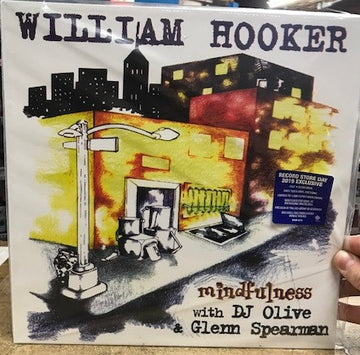 WILLIAM HOOKER
RECORD STORE DAY
2019 EXCLUSIVE
mindfulness
with DJ Olive
& Glenn Spearman